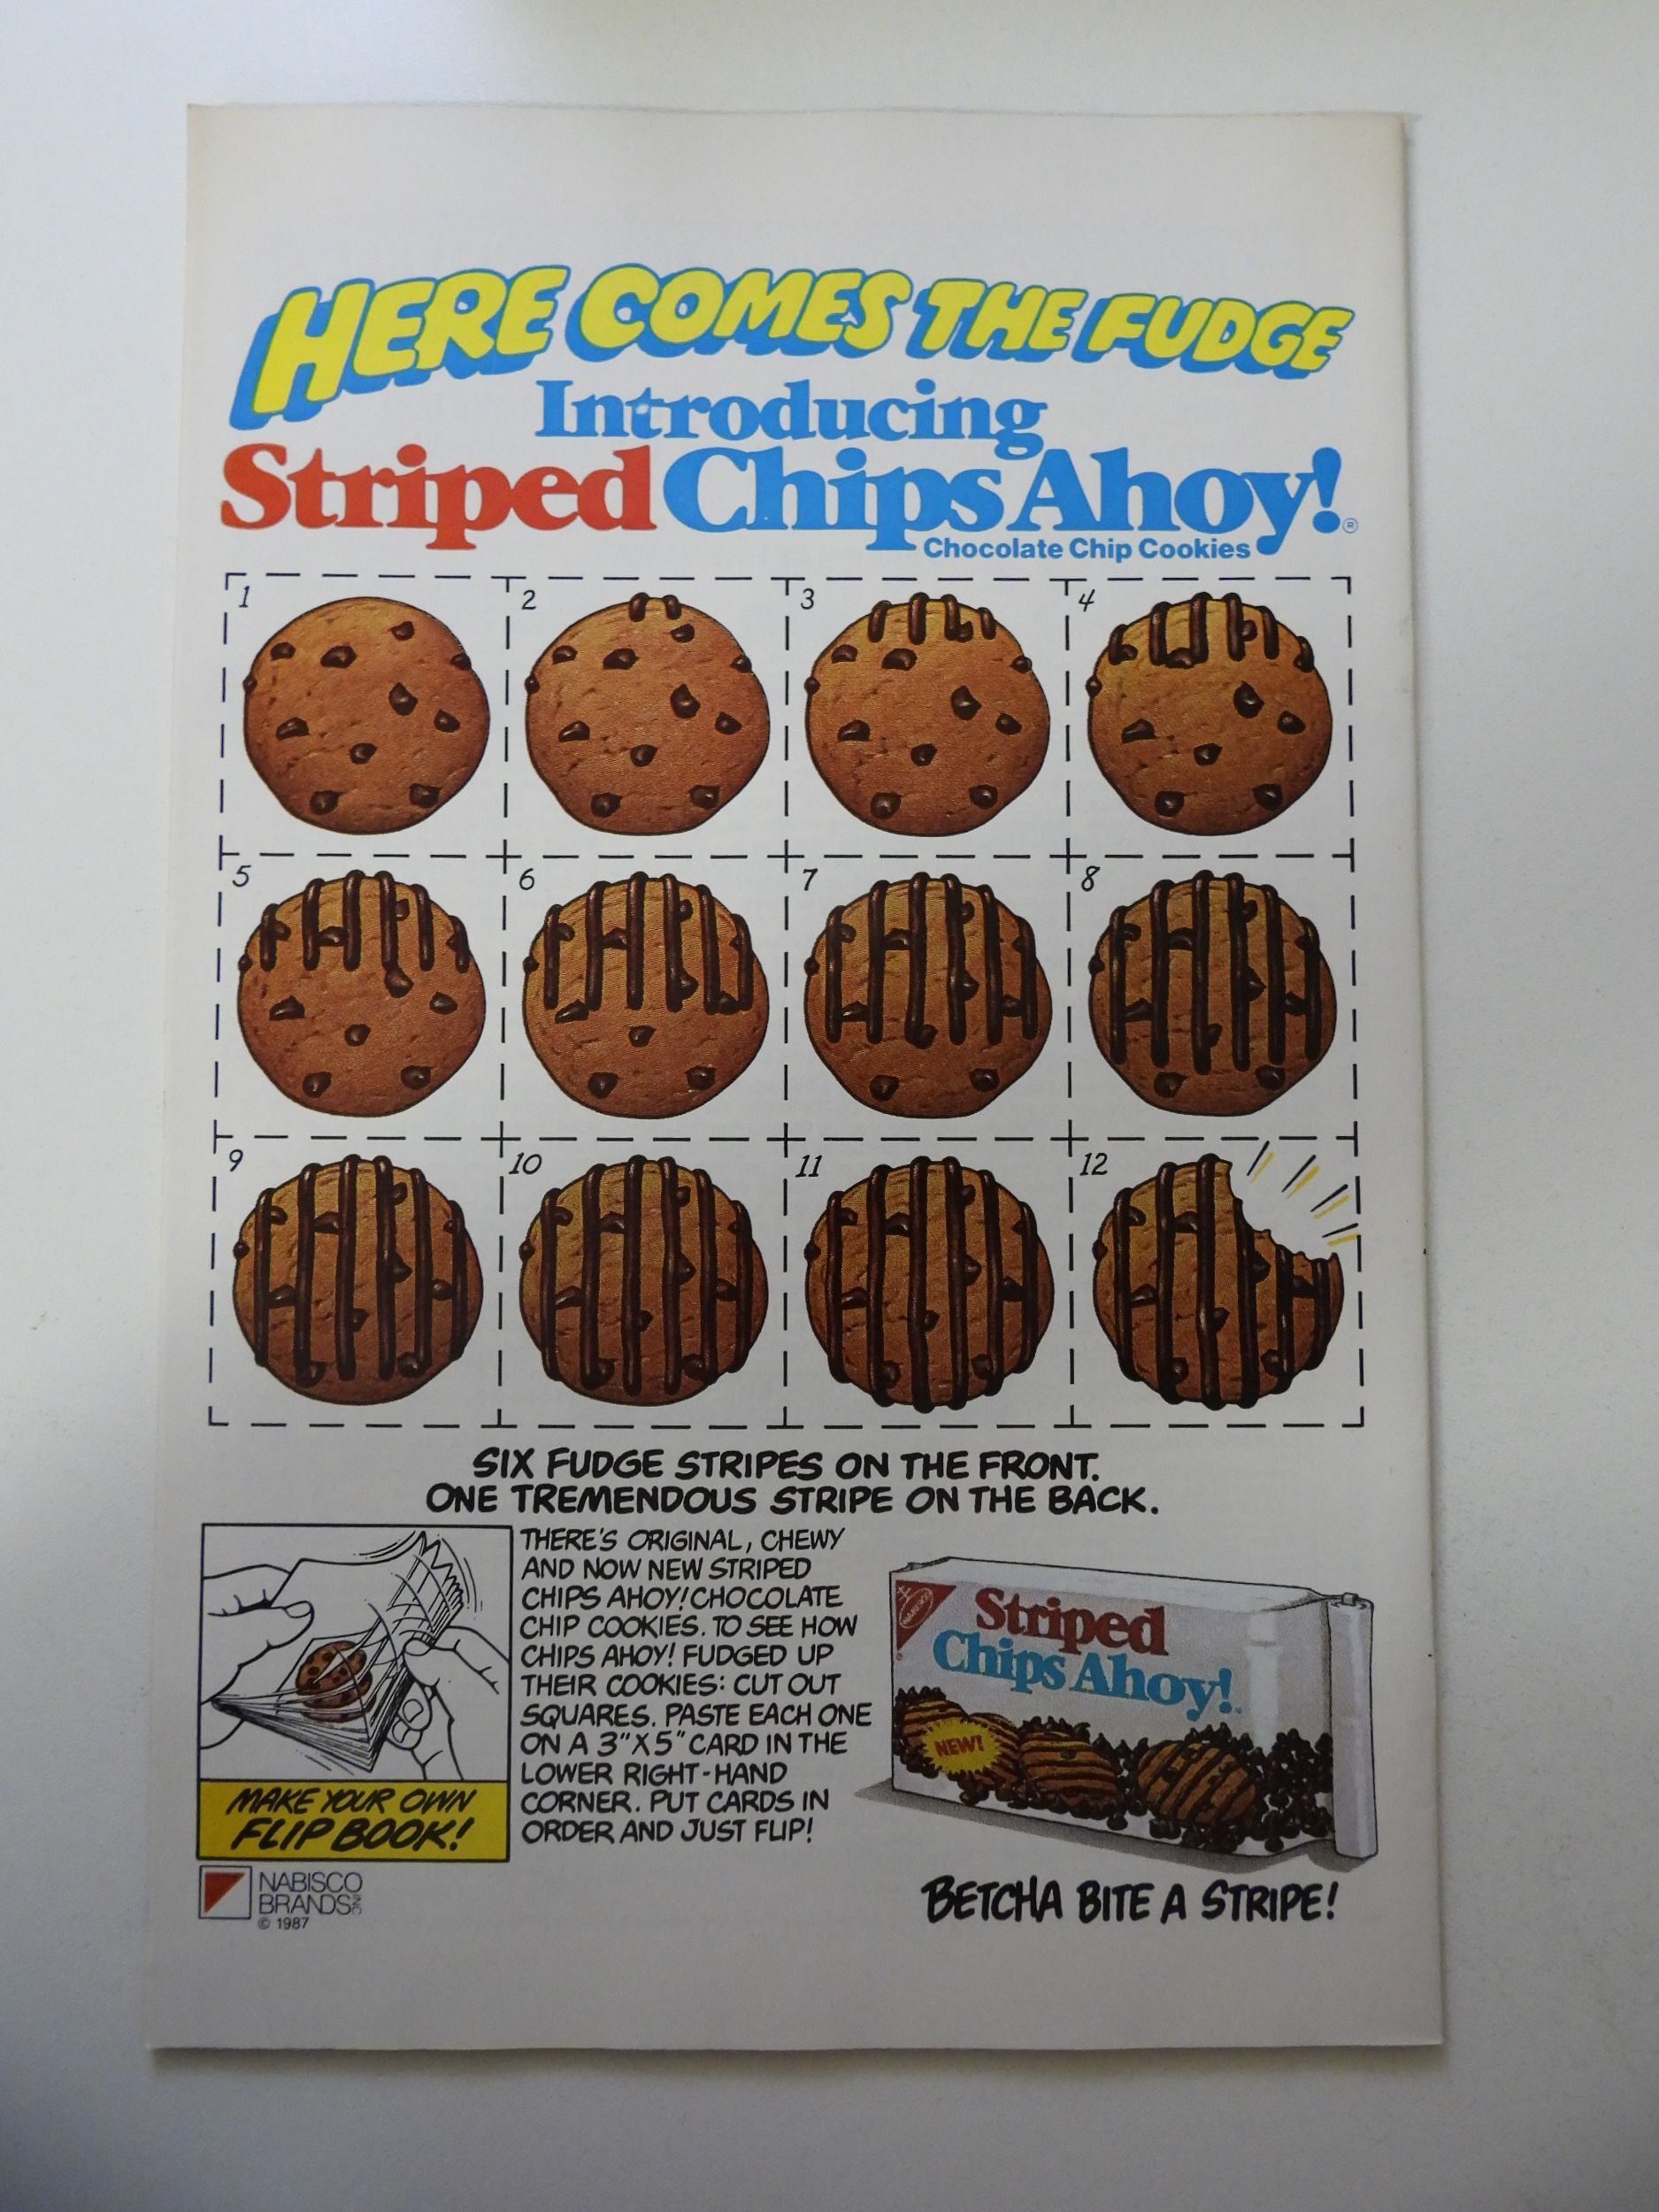 HERE COMES THE FUDGE
Introducing
Striped Chips Ahoy!®
Chocolate Chip Cookies
1
2
3
4
5
6
7
8
9
10
11
12
SIX FUDGE STRIPES ON THE FRONT.
ONE TREMENDOUS STRIPE ON THE BACK.
THERE'S ORIGINAL, CHEWY
AND NOW NEW STRIPED
CHIPS AHOY! CHOCOLATE
CHIP COOKIES. TO SEE HOW
CHIPS AHOY! FUDGED UP
THEIR COOKIES: CUT OUT
SQUARES. PASTE EACH ONE
ON A 3"X5" CARD IN THE
LOWER RIGHT-HAND
CORNER. PUT CARDS IN
ORDER AND JUST FLIP!
MAKE YOUR OWN
FLIP BOOK!
NABISCO
Striped
Chips Ahoy!
NEW!
NABISCO
BRANDS INC
© 1987
BETCHA BITE A STRIPE!